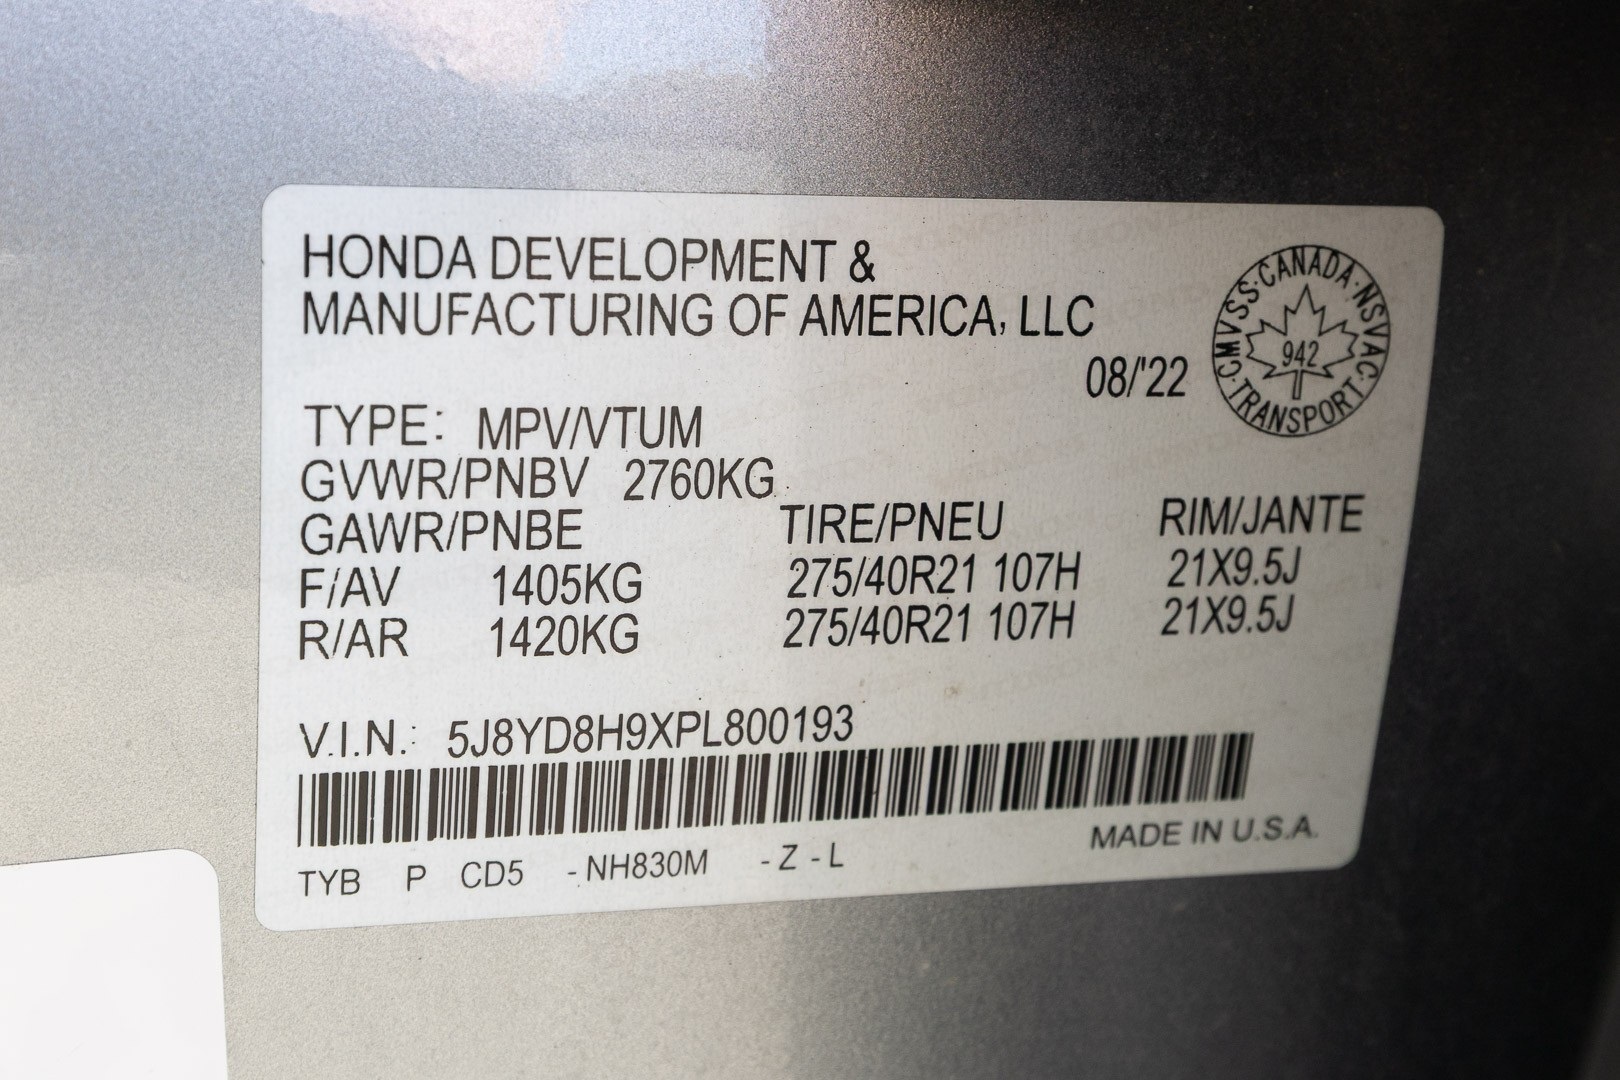 HONDA DEVELOPMENT &
MANUFACTURING OF AMERICA, LLC
08/'22
CMVSS · CANADA · NSVAC · TRANSPORT ·
942
TYPE: MPV/VTUM
GVWR/PNBV 2760KG
GAWR/PNBE TIRE/PNEU RIM/JANTE
F/AV 1405KG 275/40R21 107H 21X9.5J
R/AR 1420KG 275/40R21 107H 21X9.5J
V.I.N.: 5J8YD8H9XPL800193
MADE IN U.S.A.
TYB P CD5 - NH830M - Z - L